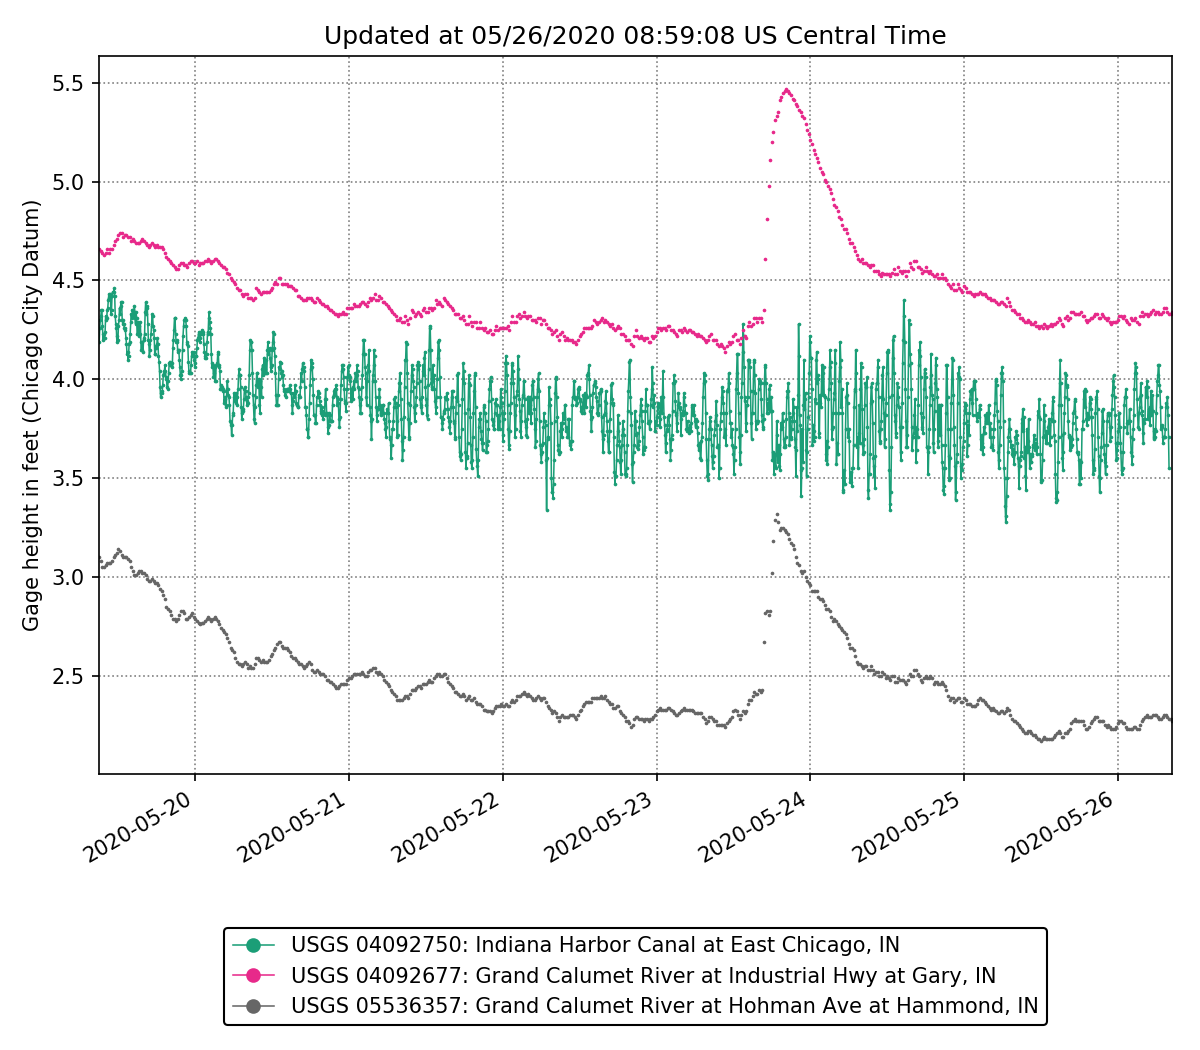 Updated at 05/26/2020 08:59:08 US Central Time
Gage height in feet (Chicago City Datum)
5.5
5.0
4.5
4.0
3.5
3.0
2.5
2020-05-20
2020-05-21
2020-05-22
2020-05-23
2020-05-24
2020-05-25
2020-05-26
USGS 04092750: Indiana Harbor Canal at East Chicago, IN
USGS 04092677: Grand Calumet River at Industrial Hwy at Gary, IN
USGS 05536357: Grand Calumet River at Hohman Ave at Hammond, IN